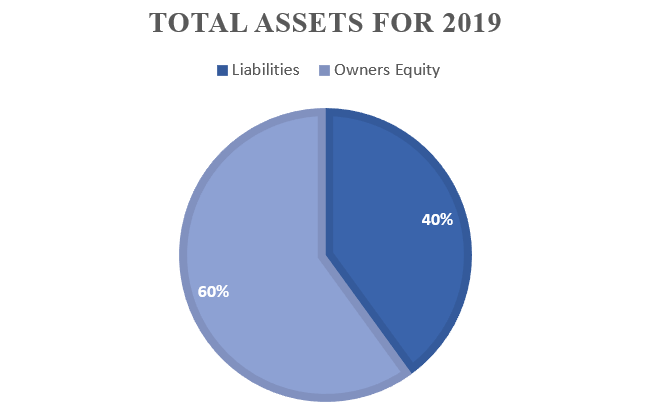 TOTAL ASSETS FOR 2019
Liabilities Owners Equity
40%
60%